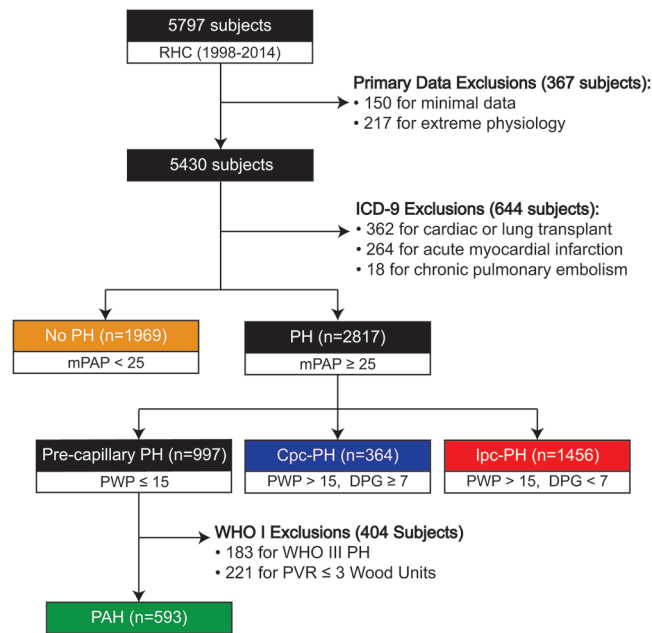 5797 subjects
RHC (1998-2014)
Primary Data Exclusions (367 subjects):
• 150 for minimal data
• 217 for extreme physiology
5430 subjects
ICD-9 Exclusions (644 subjects):
• 362 for cardiac or lung transplant
• 264 for acute myocardial infarction
• 18 for chronic pulmonary embolism
No PH (n=1969)
mPAP < 25
PH (n=2817)
mPAP ≥ 25
Pre-capillary PH (n=997)
PWP ≤ 15
Cpc-PH (n=364)
PWP > 15, DPG ≥ 7
Ipc-PH (n=1456)
PWP > 15, DPG < 7
WHO I Exclusions (404 Subjects)
• 183 for WHO III PH
• 221 for PVR ≤ 3 Wood Units
PAH (n=593)